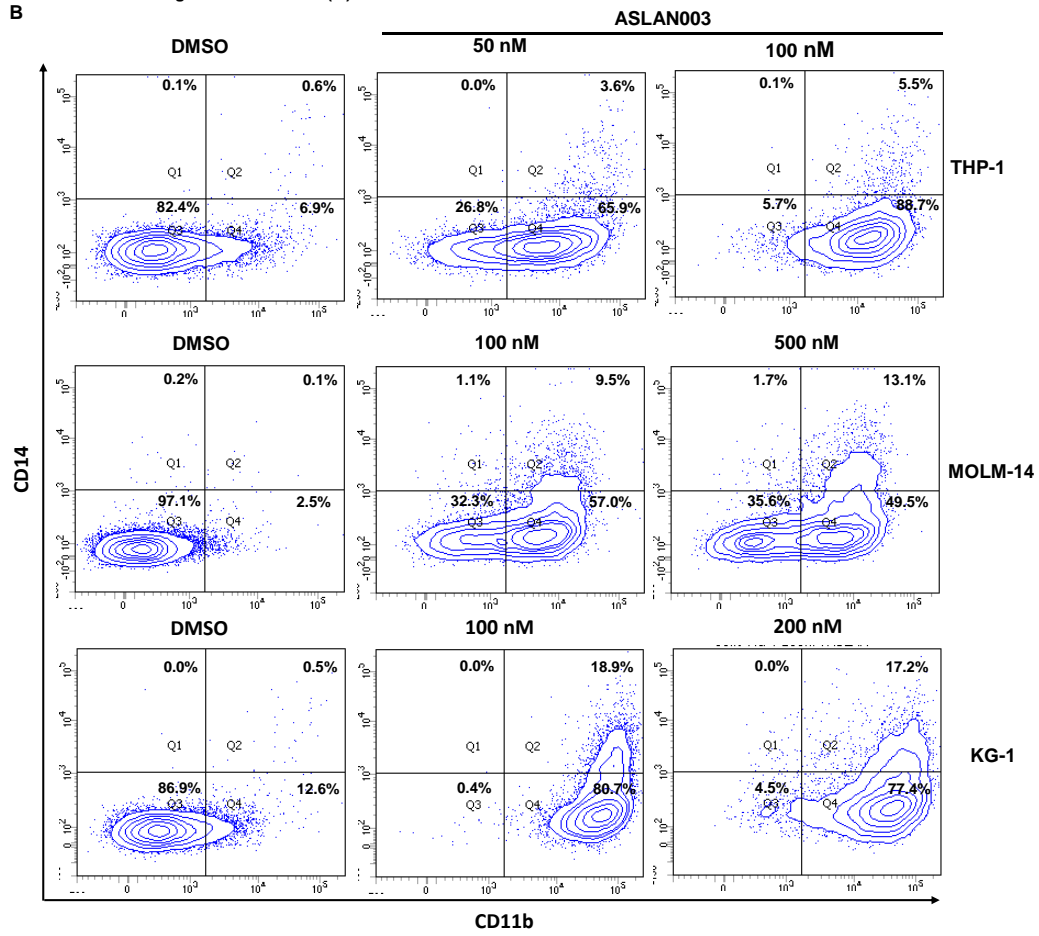 B
ASLAN003
DMSO
50 nM
100 nM
0.1%
0.6%
Q1
Q2
82.4%
6.9%
Q3
Q4
0.0%
3.6%
Q1
Q2
26.8%
65.9%
Q3
Q4
0.1%
5.5%
Q1
Q2
5.7%
88.7%
Q3
Q4
THP-1
DMSO
100 nM
500 nM
0.2%
0.1%
Q1
Q2
97.1%
2.5%
Q3
Q4
1.1%
9.5%
Q1
Q2
32.3%
57.0%
Q3
Q4
1.7%
13.1%
Q1
Q2
35.6%
49.5%
Q3
Q4
MOLM-14
DMSO
100 nM
200 nM
0.0%
0.5%
Q1
Q2
86.9%
12.6%
Q3
Q4
0.0%
18.9%
Q1
Q2
0.4%
80.7%
Q3
Q4
0.0%
17.2%
Q1
Q2
4.5%
77.4%
Q3
Q4
KG-1
CD14
CD11b